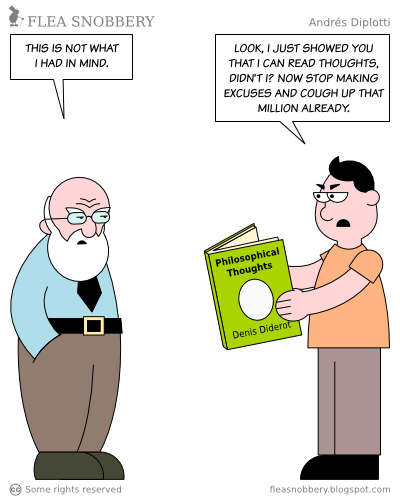 FLEA SNOBBERY
Andrés Diplotti
THIS IS NOT WHAT
I HAD IN MIND.
LOOK, I JUST SHOWED YOU
THAT I CAN READ THOUGHTS,
DIDN'T I? NOW STOP MAKING
EXCUSES AND COUGH UP THAT
MILLION ALREADY.
Philosophical
Thoughts
Denis Diderot
cc Some rights reserved
fleasnobbery.blogspot.com